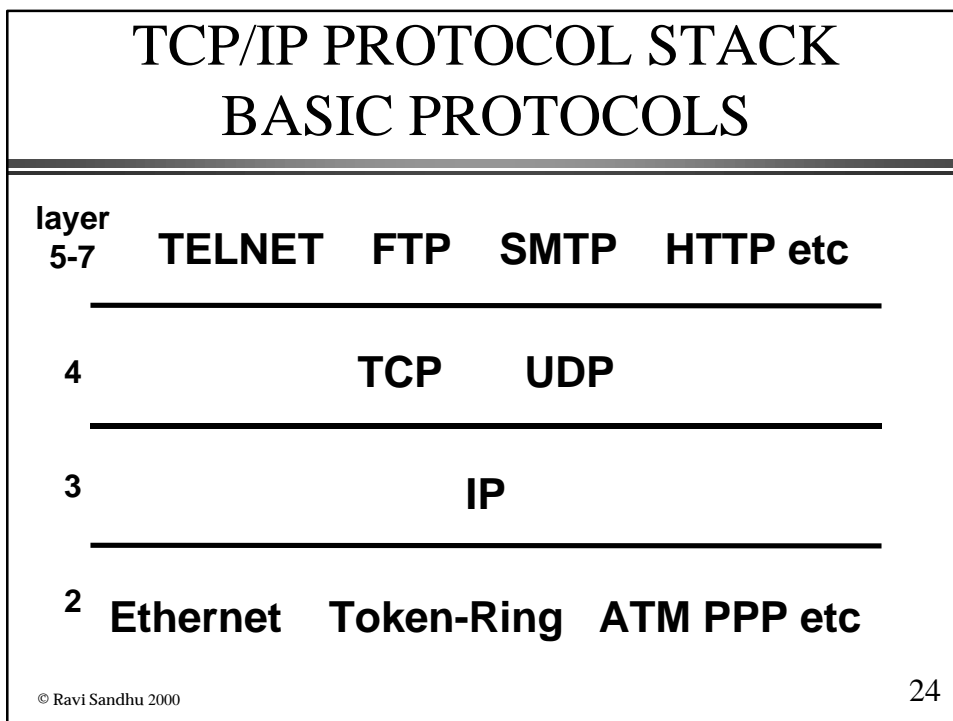 TCP/IP PROTOCOL STACK
BASIC PROTOCOLS
layer
5-7 TELNET FTP SMTP HTTP etc
4 TCP UDP
3 IP
2 Ethernet Token-Ring ATM PPP etc
© Ravi Sandhu 2000 24